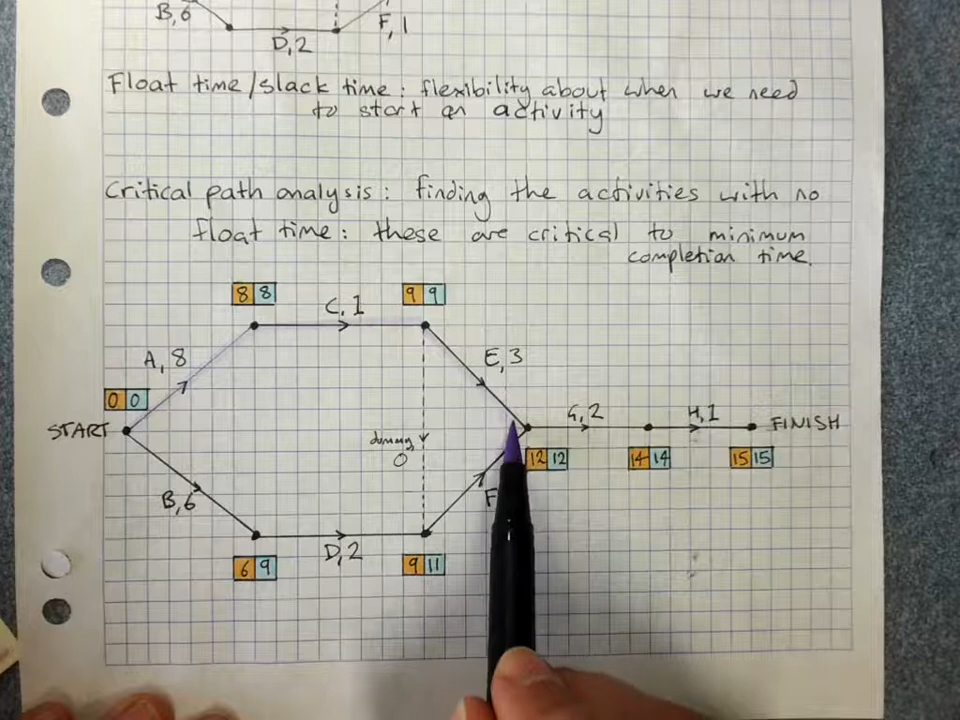 B,6
D,2
F,1
Float time/slack time: flexibility about when we need
to start an activity
Critical path analysis: finding the activities with no
float time: these are critical to minimum
completion time.
8 8
C,1
9 9
A,8
E,3
0 0
START
G,2
H,1
FINISH
dummy,
0
12 12
14 14
15 15
B,6
F
D,2
6 9
9 11